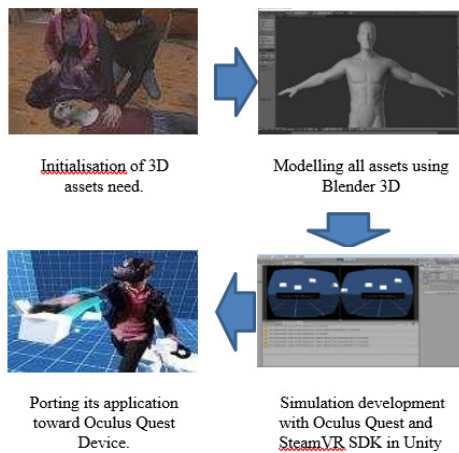 Initialisation of 3D
assets need.
Modelling all assets using
Blender 3D
Porting its application
toward Oculus Quest
Device.
Simulation development
with Oculus Quest and
SteamVR SDK in Unity